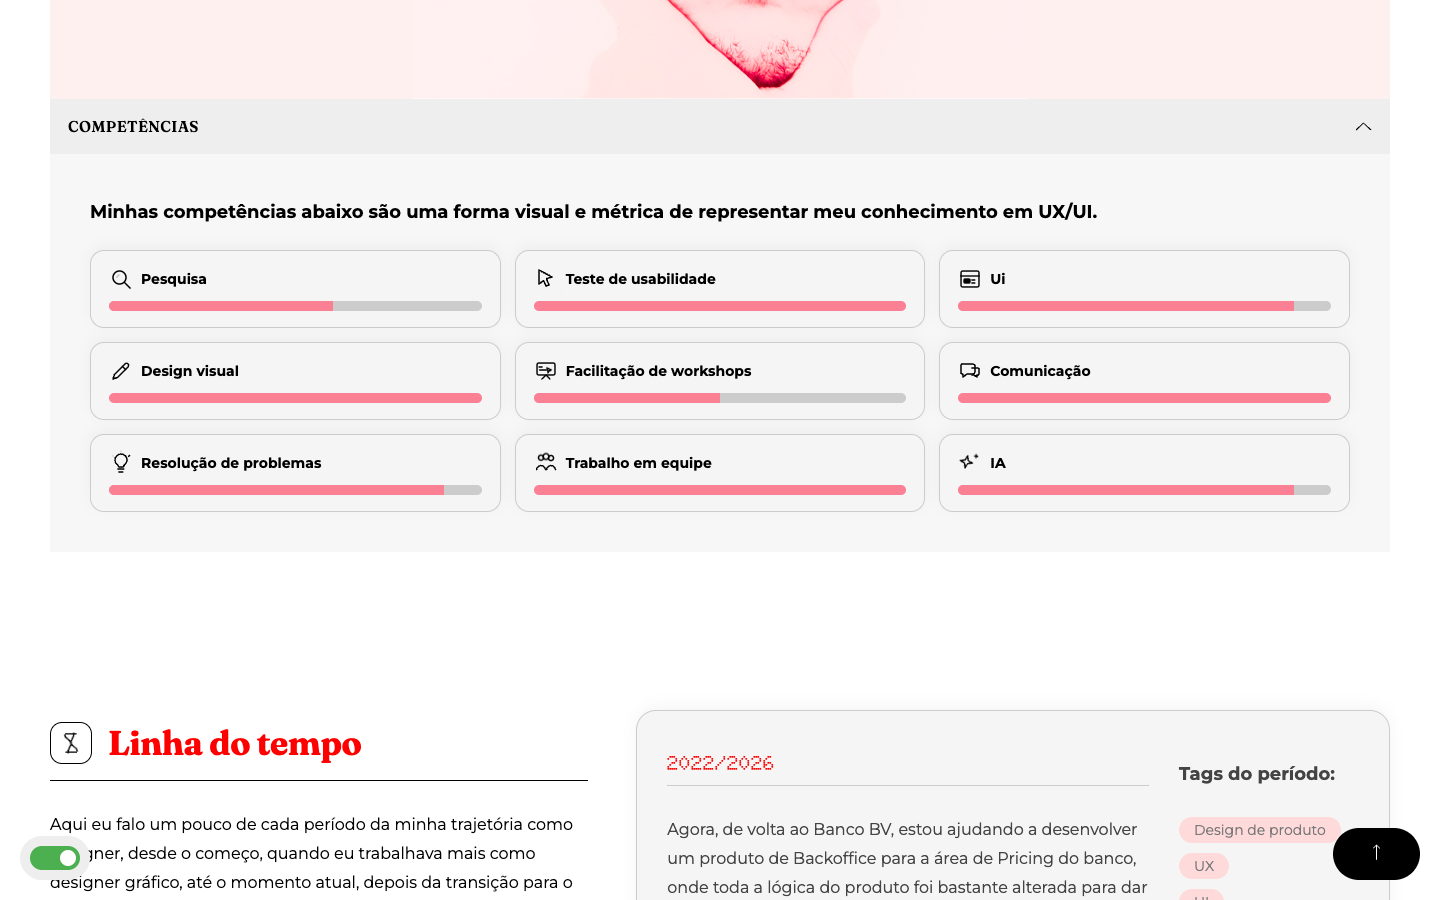 COMPETÊNCIAS
Minhas competências abaixo são uma forma visual e métrica de representar meu conhecimento em UX/UI.
Pesquisa
Teste de usabilidade
Ui
Design visual
Facilitação de workshops
Comunicação
Resolução de problemas
Trabalho em equipe
IA
Linha do tempo
Aqui eu falo um pouco de cada período da minha trajetória como
gner, desde o começo, quando eu trabalhava mais como
designer gráfico, até o momento atual, depois da transição para o
2022/2026
Agora, de volta ao Banco BV, estou ajudando a desenvolver
um produto de Backoffice para a área de Pricing do banco,
onde toda a lógica do produto foi bastante alterada para dar
Tags do período:
Design de produto
UX
↑